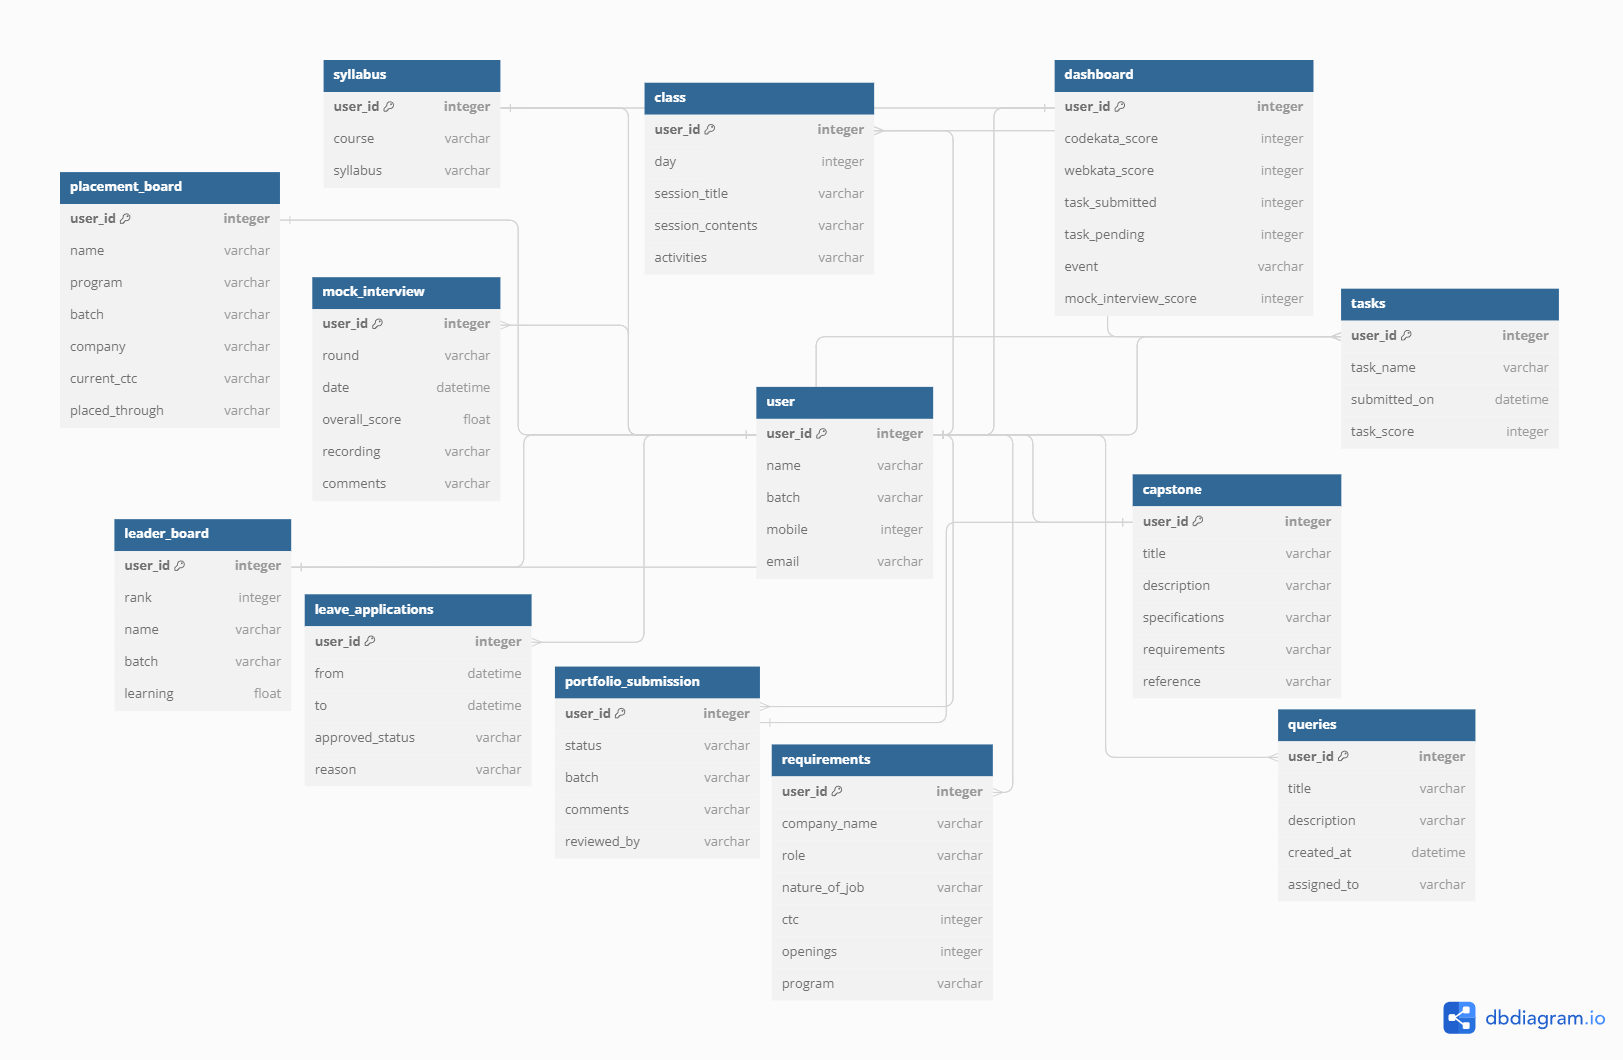 syllabus
user_id integer
course varchar
syllabus varchar
class
user_id integer
day integer
session_title varchar
session_contents varchar
activities varchar
dashboard
user_id integer
codekata_score integer
webkata_score integer
task_submitted integer
task_pending integer
event varchar
mock_interview_score integer
placement_board
user_id integer
name varchar
program varchar
batch varchar
company varchar
current_ctc varchar
placed_through varchar
mock_interview
user_id integer
round varchar
date datetime
overall_score float
recording varchar
comments varchar
tasks
user_id integer
task_name varchar
submitted_on datetime
task_score integer
user
user_id integer
name varchar
batch varchar
mobile integer
email varchar
capstone
user_id integer
title varchar
description varchar
specifications varchar
requirements varchar
reference varchar
leader_board
user_id integer
rank integer
name varchar
batch varchar
learning float
leave_applications
user_id integer
from datetime
to datetime
approved_status varchar
reason varchar
portfolio_submission
user_id integer
status varchar
batch varchar
comments varchar
reviewed_by varchar
requirements
user_id integer
company_name varchar
role varchar
nature_of_job varchar
ctc integer
openings integer
program varchar
queries
user_id integer
title varchar
description varchar
created_at datetime
assigned_to varchar
dbdiagram.io